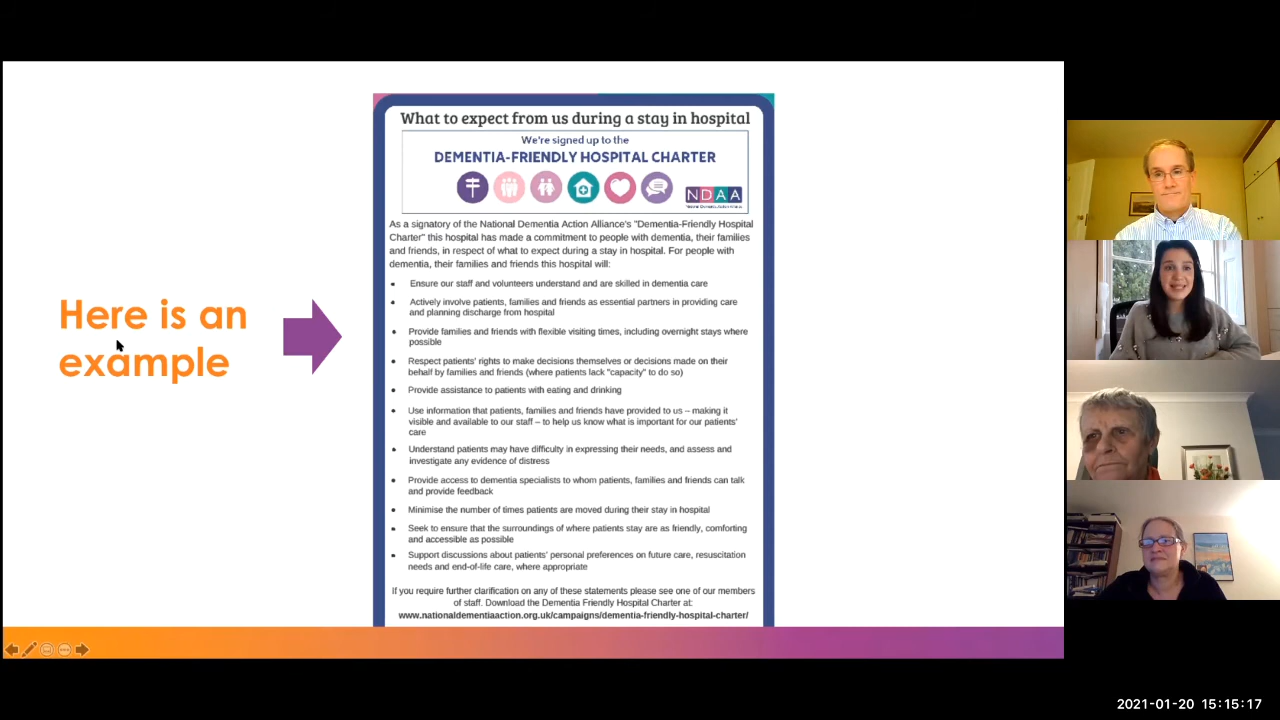 What to expect from us during a stay in hospital
We're signed up to the
DEMENTIA-FRIENDLY HOSPITAL CHARTER
NDAA
As a signatory of the National Dementia Action Alliance's "Dementia-Friendly Hospital
Charter" this hospital has made a commitment to people with dementia, their families
and friends, in respect of what to expect during a stay in hospital. For people with
dementia, their families and friends this hospital will:
• Ensure our staff and volunteers understand and are skilled in dementia care
• Actively involve patients, families and friends as essential partners in providing care
and planning discharge from hospital
• Provide families and friends with flexible visiting times, including overnight stays where
possible
• Respect patients' rights to make decisions themselves or decisions made on their
behalf by families and friends (where patients lack "capacity" to do so)
• Provide assistance to patients with eating and drinking
• Use information that patients, families and friends have provided to us – making it
visible and available to our staff – to help us know what is important for our patients'
care
• Understand patients may have difficulty in expressing their needs, and assess and
investigate any evidence of distress
• Provide access to dementia specialists to whom patients, families and friends can talk
and provide feedback
• Minimise the number of times patients are moved during their stay in hospital
• Seek to ensure that the surroundings of where patients stay are as friendly, comforting
and accessible as possible
• Support discussions about patients' personal preferences on future care, resuscitation
needs and end-of-life care, where appropriate
If you require further clarification on any of these statements please see one of our members
of staff. Download the Dementia Friendly Hospital Charter at:
www.nationaldementiaaction.org.uk/campaigns/dementia-friendly-hospital-charter/
Here is an
example
2021-01-20 15:15:17